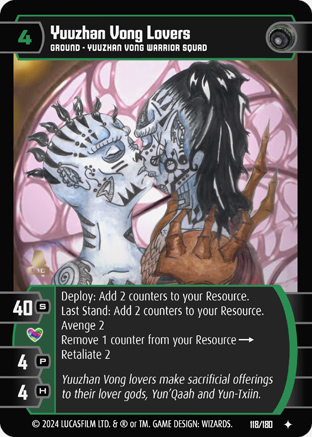 4 Yuuzhan Vong Lovers
GROUND - YUUZHAN VONG WARRIOR SQUAD
40 S
4 P
4 H
Deploy: Add 2 counters to your Resource.
Last Stand: Add 2 counters to your Resource.
Avenge 2
Remove 1 counter from your Resource →
Retaliate 2
Yuuzhan Vong lovers make sacrificial offerings
to their lover gods, Yun'Qaah and Yun-Ixiin.
© 2024 LUCASFILM LTD. & ® or TM. GAME DESIGN: WIZARDS. 118/180